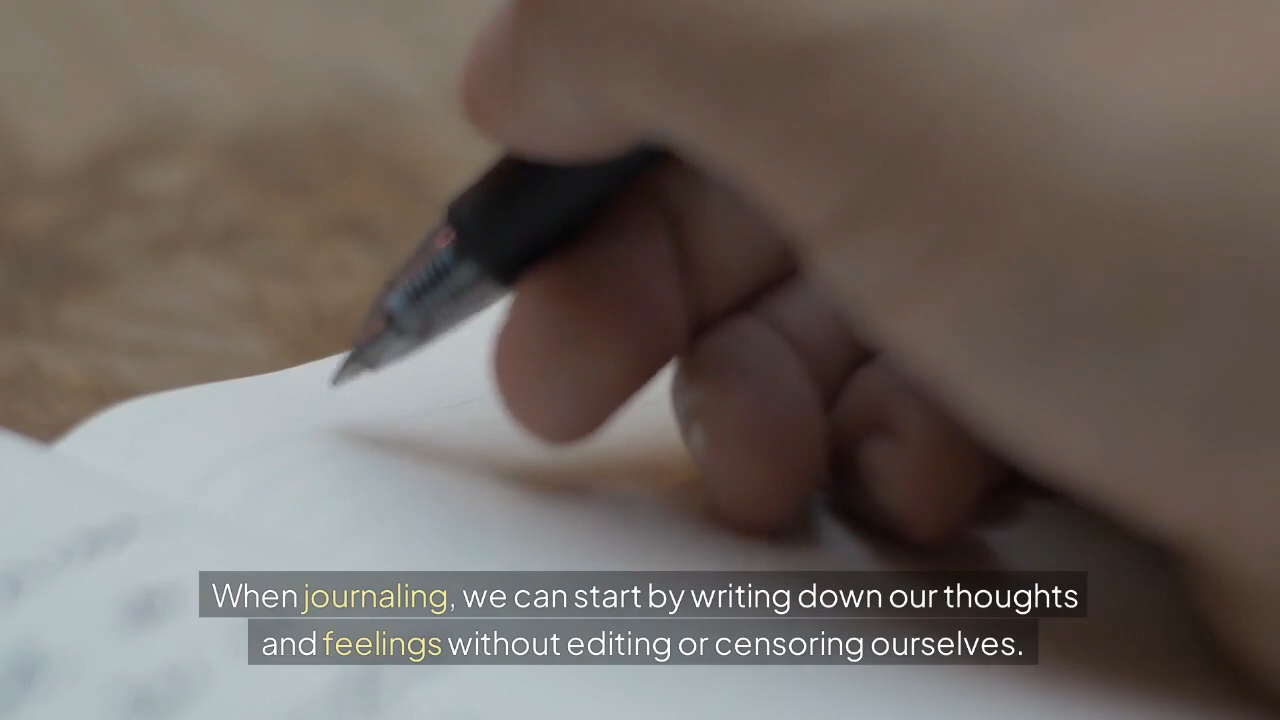 When journaling, we can start by writing down our thoughts
and feelings without editing or censoring ourselves.